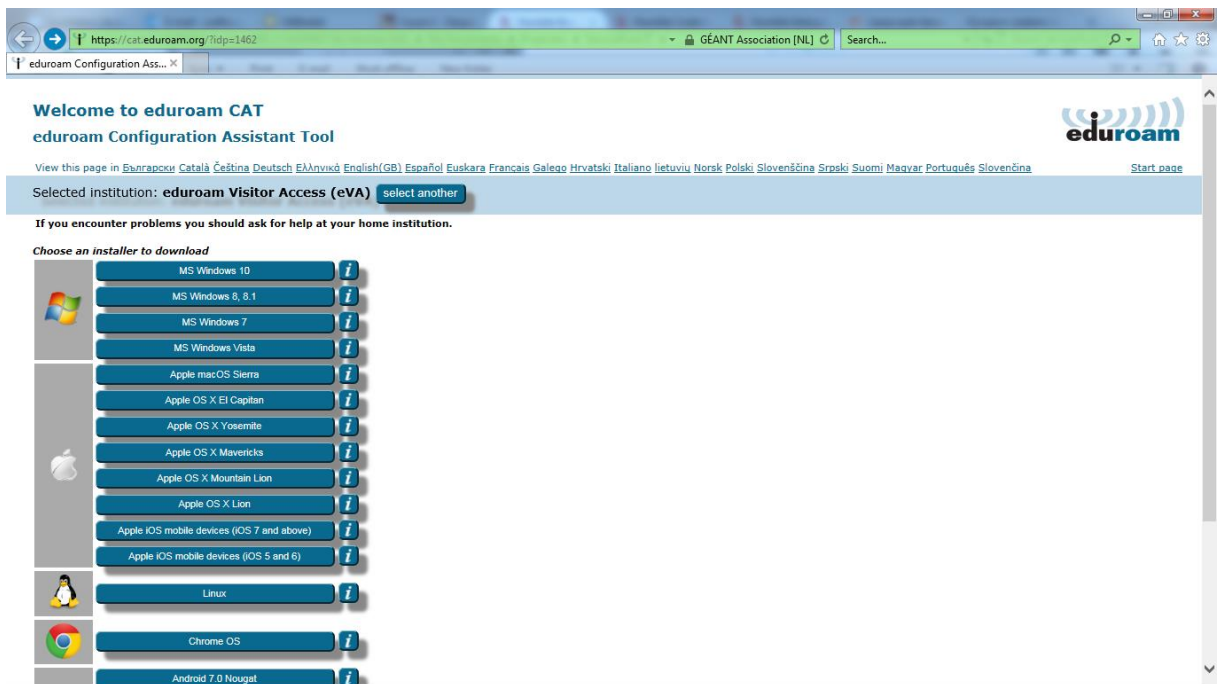 https://cat.eduroam.org/?idp=1462
GÉANT Association [NL]
Search...
eduroam Configuration Ass...
Welcome to eduroam CAT
eduroam Configuration Assistant Tool
eduroam
View this page in Български Català Čeština Deutsch Ελληνικά English(GB) Español Euskara Français Galego Hrvatski Italiano lietuvių Norsk Polski Slovenščina Srpski Suomi Magyar Português Slovenčina
Start page
Selected institution: eduroam Visitor Access (eVA) select another
If you encounter problems you should ask for help at your home institution.
Choose an installer to download
MS Windows 10 i
MS Windows 8, 8.1 i
MS Windows 7 i
MS Windows Vista i
Apple macOS Sierra i
Apple OS X El Capitan i
Apple OS X Yosemite i
Apple OS X Mavericks i
Apple OS X Mountain Lion i
Apple OS X Lion i
Apple iOS mobile devices (iOS 7 and above) i
Apple iOS mobile devices (iOS 5 and 6) i
Linux i
Chrome OS i
Android 7.0 Nougat i